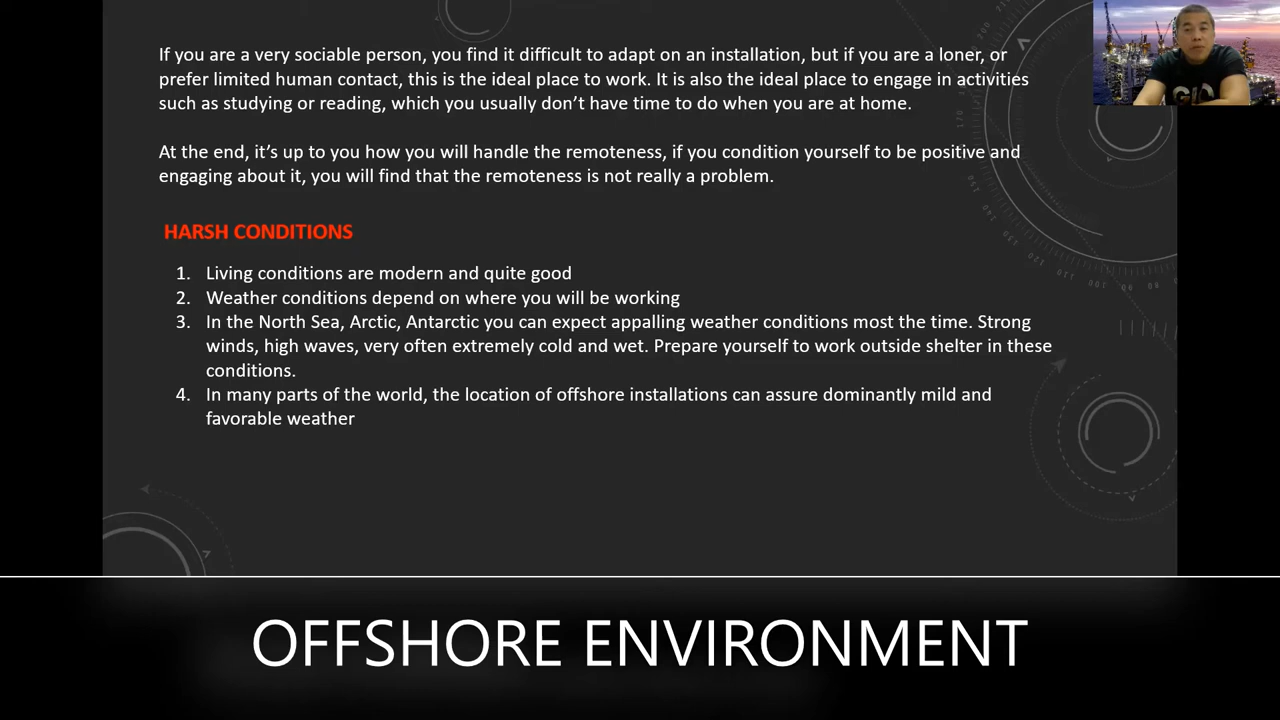 If you are a very sociable person, you find it difficult to adapt on an installation, but if you are a loner, or
prefer limited human contact, this is the ideal place to work. It is also the ideal place to engage in activities
such as studying or reading, which you usually don't have time to do when you are at home.
At the end, it's up to you how you will handle the remoteness, if you condition yourself to be positive and
engaging about it, you will find that the remoteness is not really a problem.
HARSH CONDITIONS
1. Living conditions are modern and quite good
2. Weather conditions depend on where you will be working
3. In the North Sea, Arctic, Antarctic you can expect appalling weather conditions most the time. Strong
winds, high waves, very often extremely cold and wet. Prepare yourself to work outside shelter in these
conditions.
4. In many parts of the world, the location of offshore installations can assure dominantly mild and
favorable weather
OFFSHORE ENVIRONMENT